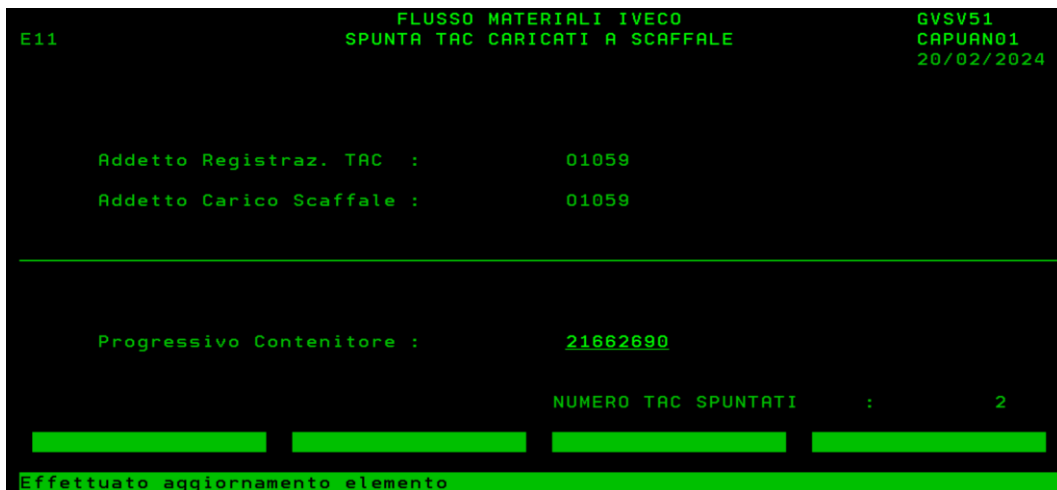 FLUSSO MATERIALI IVECO GVSV51
E11 SPUNTA TAC CARICATI A SCAFFALE CAPUAN01
20/02/2024
Addetto Registraz. TAC : 01059
Addetto Carico Scaffale : 01059
Progressivo Contenitore : 21662690
NUMERO TAC SPUNTATI : 2
Effettuato aggiornamento elemento